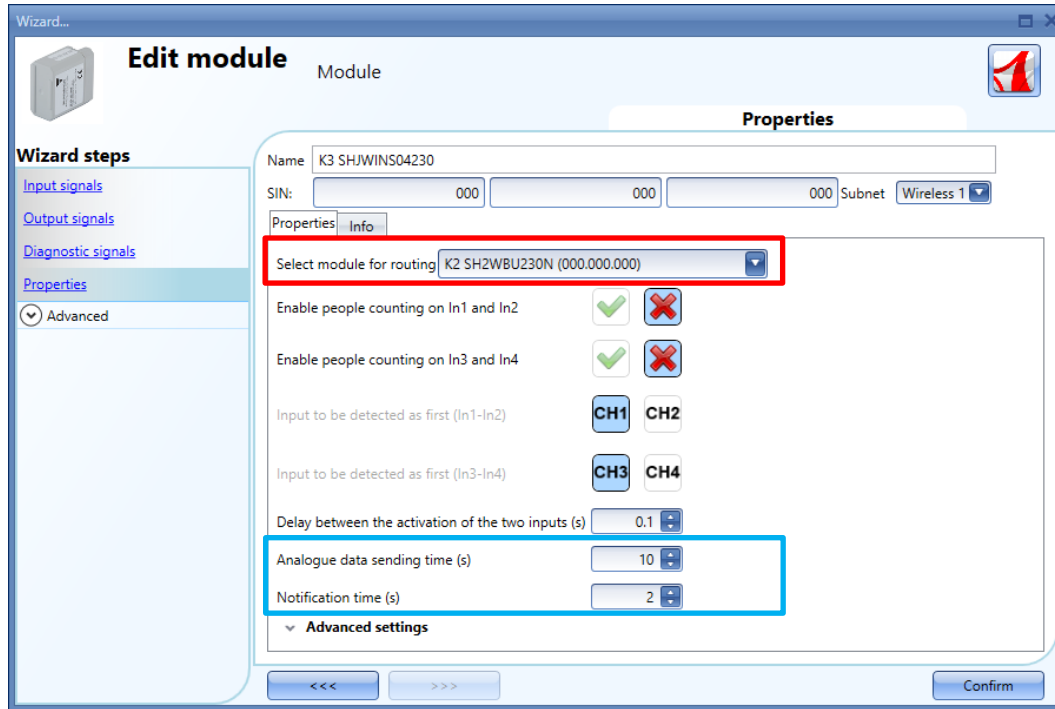 Wizard...
Edit module
Module
Properties
Wizard steps
Input signals
Output signals
Diagnostic signals
Properties
Advanced
Name K3 SHJWINS04230
SIN: 000 000 000 Subnet Wireless 1
Properties Info
Select module for routing K2 SH2WBU230N (000.000.000)
Enable people counting on In1 and In2
Enable people counting on In3 and In4
Input to be detected as first (In1-In2) CH1 CH2
Input to be detected as first (In3-In4) CH3 CH4
Delay between the activation of the two inputs (s) 0.1
Analogue data sending time (s) 10
Notification time (s) 2
Advanced settings
<<< >>> Confirm